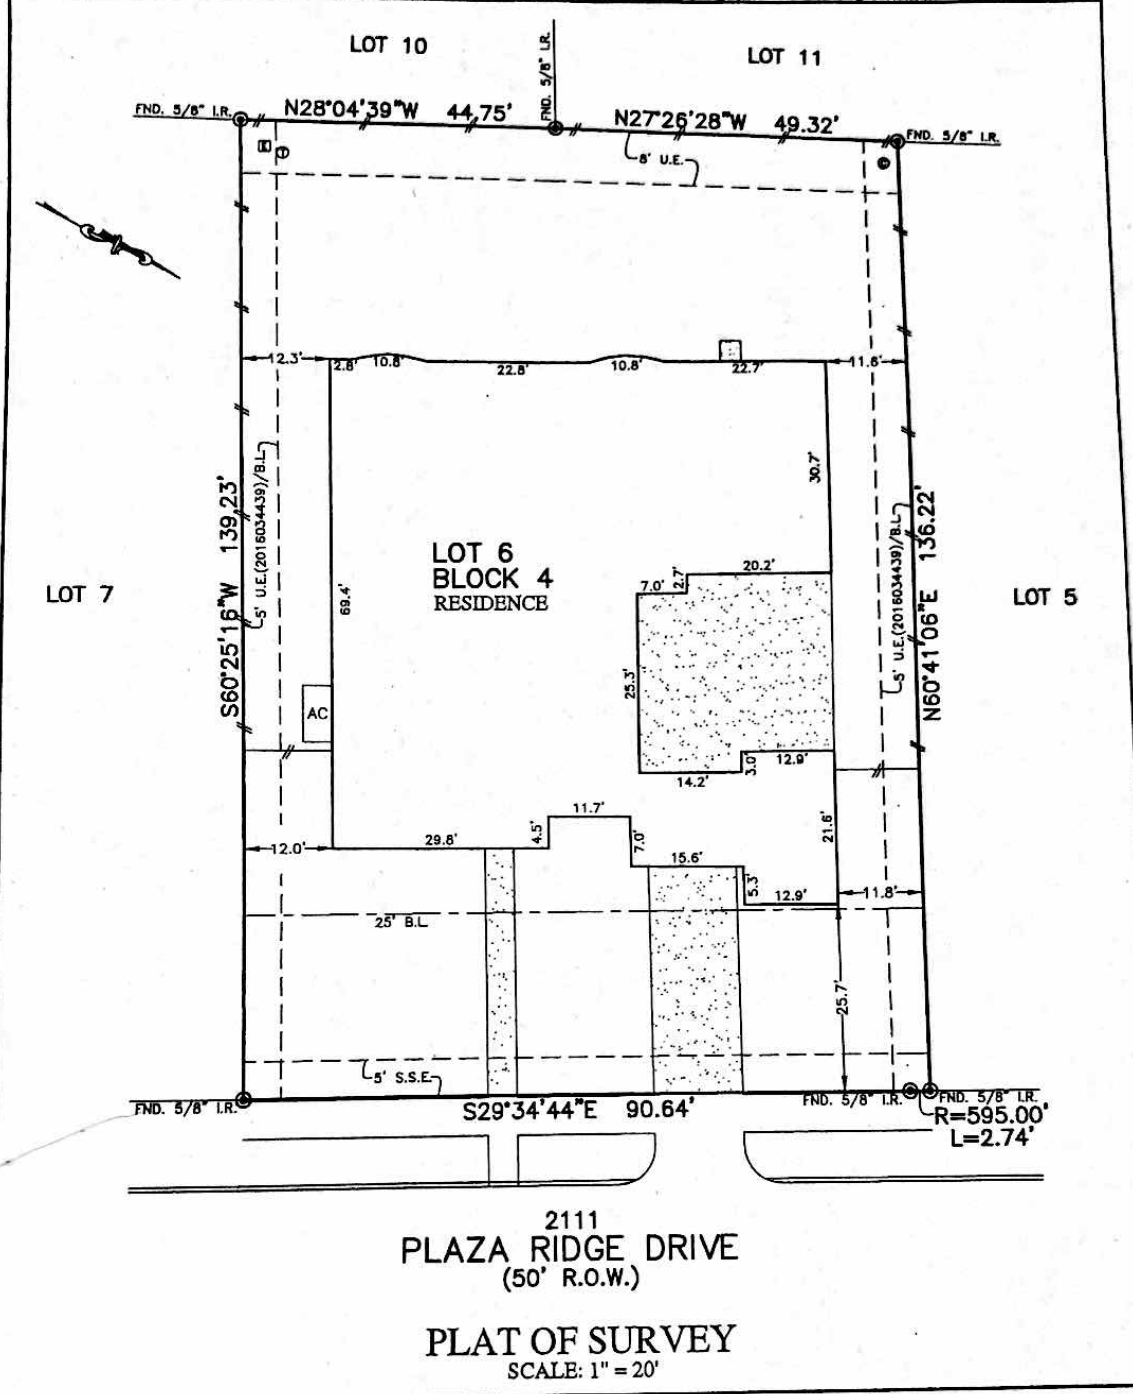 LOT 10
LOT 11
FND. 5/8" I.R.
N28°04'39"W 44.75'
FND. 5/8" I.R.
N27°26'28"W 49.32'
FND. 5/8" I.R.
8' U.E.
12.3'
2.8'
10.8'
22.8'
10.8'
22.7'
11.6'
30.7'
S60°25'16"W 139.23'
5' U.E.(2016034439)/B.L.
69.4'
LOT 6
BLOCK 4
RESIDENCE
LOT 7
LOT 5
7.0'
2.7'
20.2'
25.3'
5' U.E.(2016034439)/B.L.
N60°41'06"E 136.22'
AC
14.2'
3.0'
12.9'
11.7'
29.8'
4.5'
7.0'
21.6'
12.0'
15.6'
5.3'
12.9'
11.8'
25' B.L.
25.7'
5' S.S.E.
FND. 5/8" I.R.
S29°34'44"E 90.64'
FND. 5/8" I.R.
FND. 5/8" I.R.
R=595.00'
L=2.74'
2111
PLAZA RIDGE DRIVE
(50' R.O.W.)
PLAT OF SURVEY
SCALE: 1" = 20'